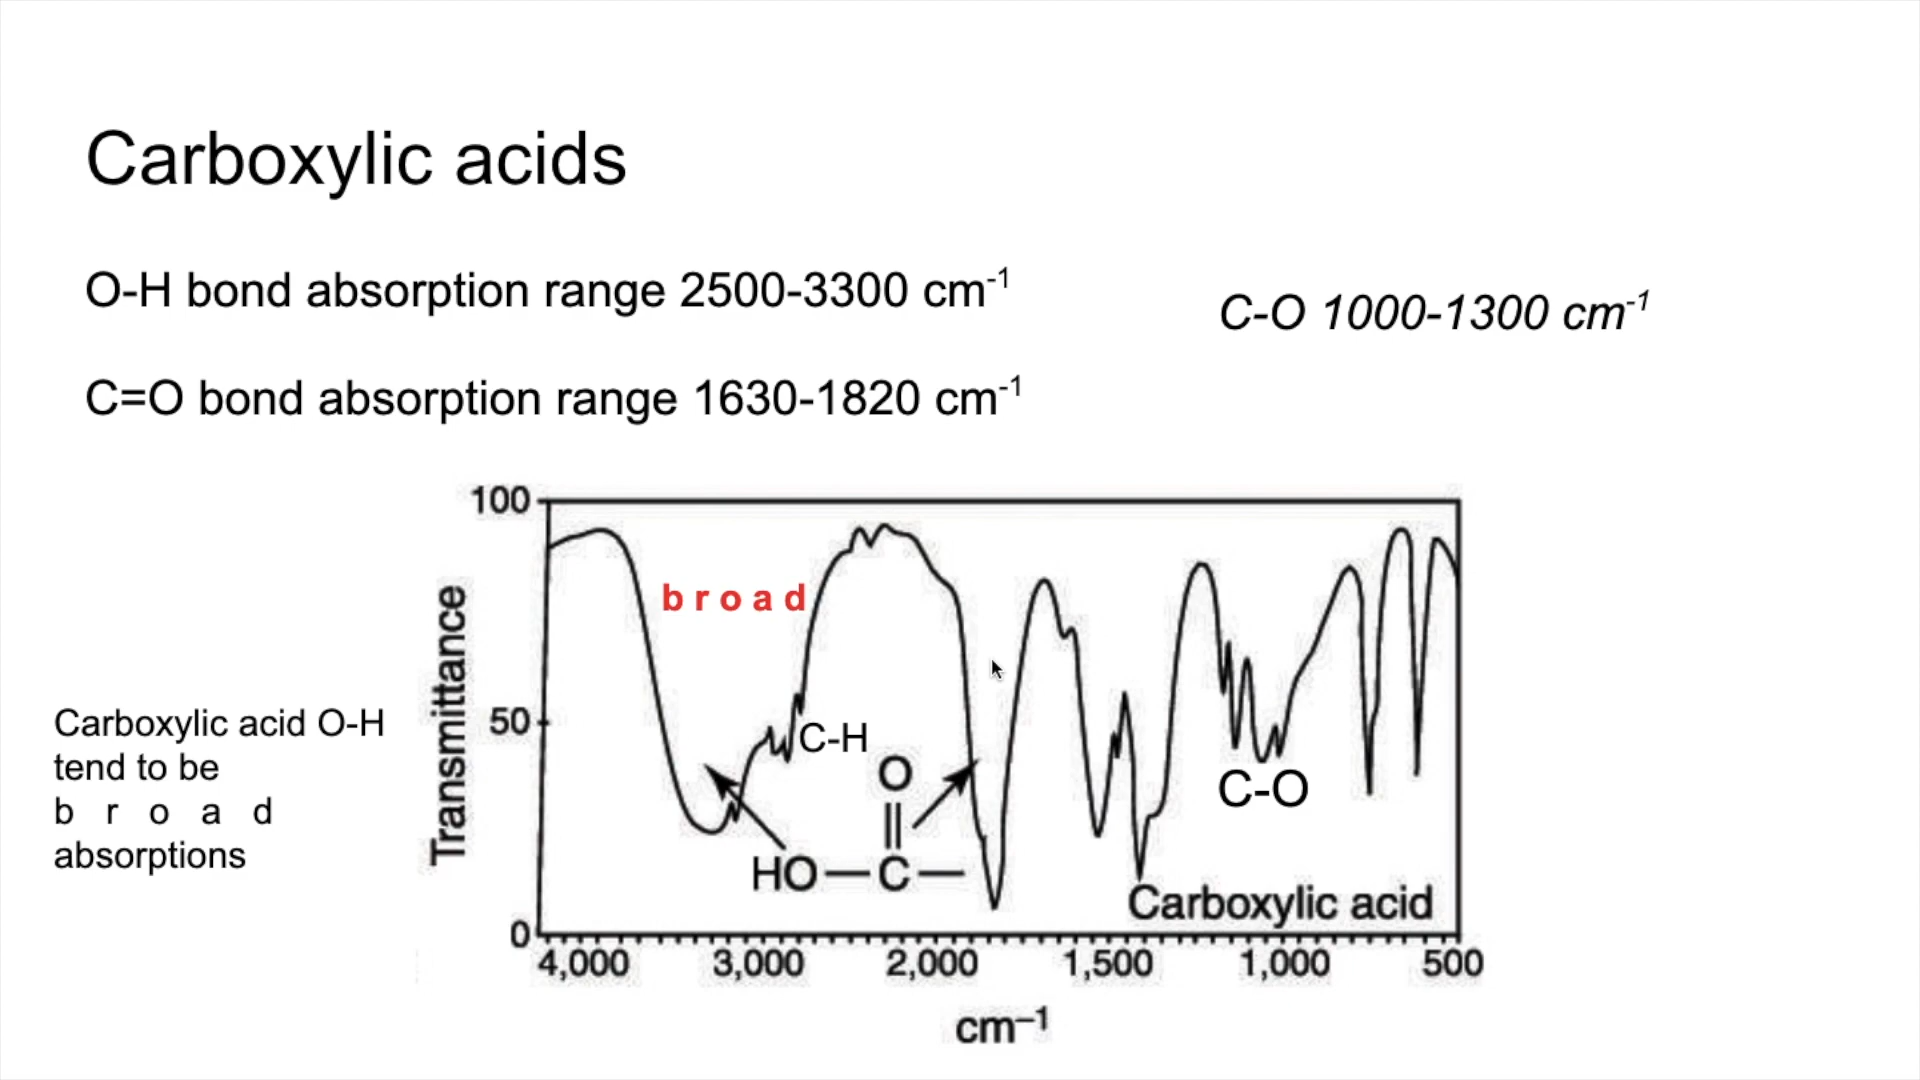 Carboxylic acids
O-H bond absorption range 2500-3300 cm⁻¹
C-O 1000-1300 cm⁻¹
C=O bond absorption range 1630-1820 cm⁻¹
100
b r o a d
Transmittance
Carboxylic acid O-H
tend to be
b r o a d
absorptions
50
C-H
O
HO—C—
C-O
Carboxylic acid
0
4,000 3,000 2,000 1,500 1,000 500
cm⁻¹